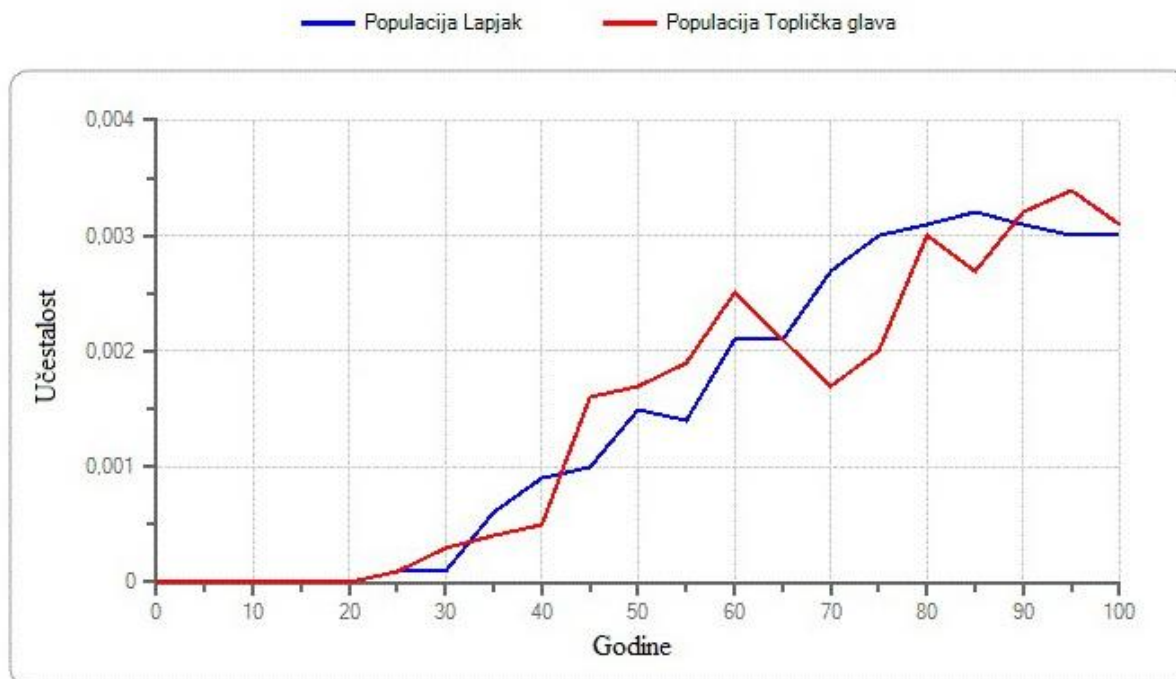 Populacija Lapjak
Populacija Toplička glava
0,004
0,003
0,002
0,001
0
Učestalost
0 10 20 30 40 50 60 70 80 90 100
Godine